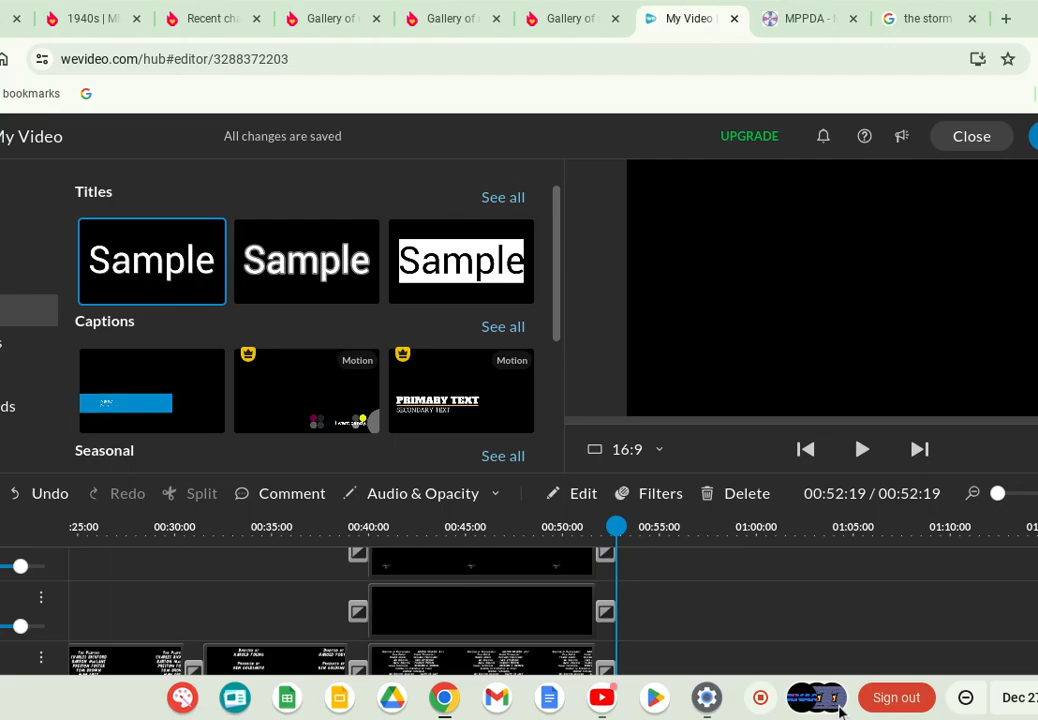 1940s | M
Recent cha
Gallery of
Gallery of
Gallery of
My Video
MPPDA -
the storm
wevideo.com/hub#editor/3288372203
bookmarks
My Video
All changes are saved
UPGRADE
Close
Titles
See all
Sample
Sample
Sample
Captions
See all
Motion
Motion
PRIMARY TEXT
SECONDARY TEXT
Seasonal
See all
16:9
Undo
Redo
Split
Comment
Audio & Opacity
Edit
Filters
Delete
00:52:19 / 00:52:19
:25:00
00:30:00
00:35:00
00:40:00
00:45:00
00:50:00
00:55:00
01:00:00
01:05:00
01:10:00
Sign out
Dec 27